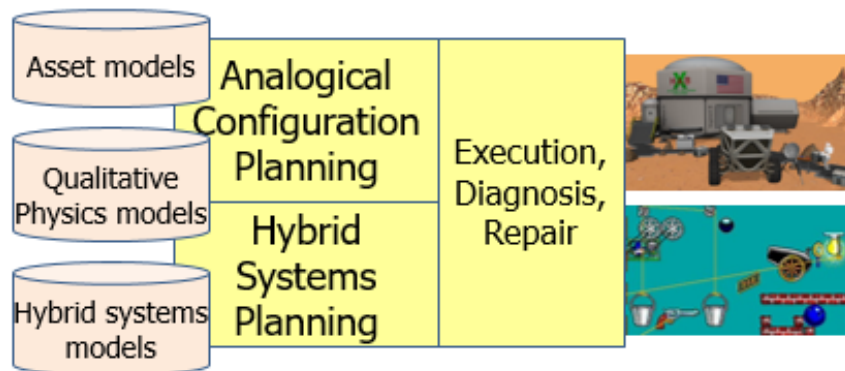 Asset models
Qualitative
Physics models
Hybrid systems
models
Analogical
Configuration
Planning
Hybrid
Systems
Planning
Execution,
Diagnosis,
Repair